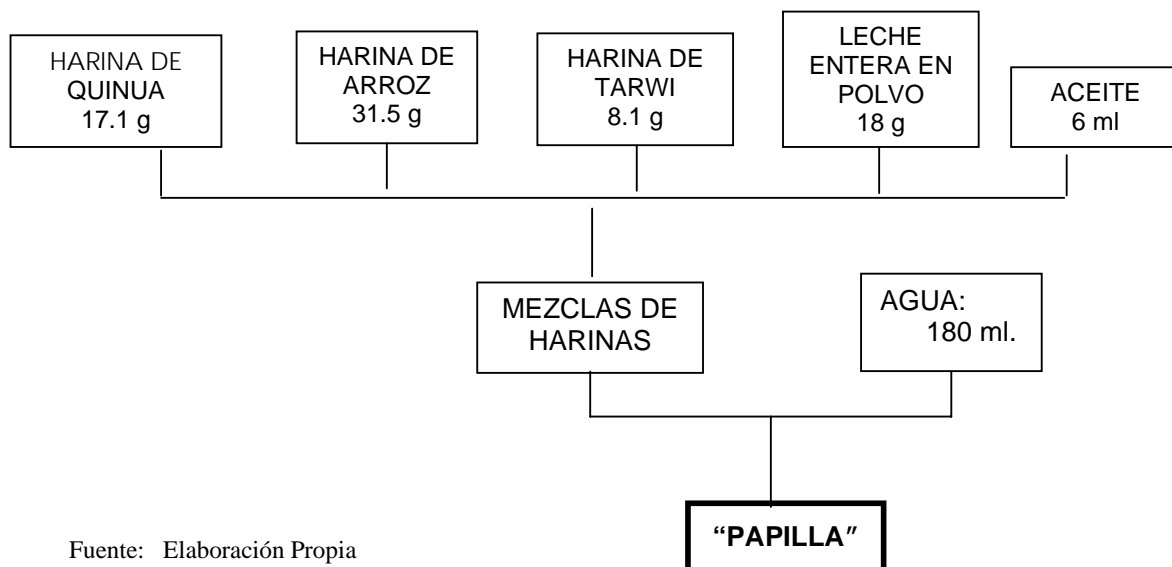 HARINA DE
QUINUA
17.1 g
HARINA DE
ARROZ
31.5 g
HARINA DE
TARWI
8.1 g
LECHE
ENTERA EN
POLVO
18 g
ACEITE
6 ml
MEZCLAS DE
HARINAS
AGUA:
180 ml.
“PAPILLA”
Fuente: Elaboración Propia